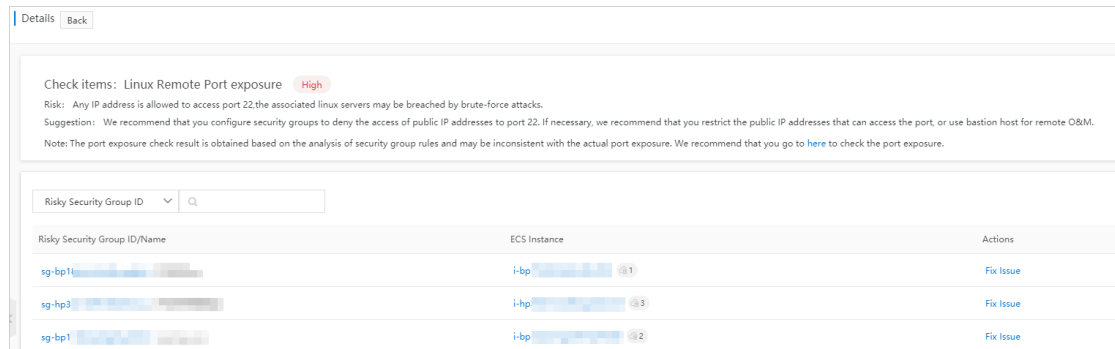 Details Back
Check items: Linux Remote Port exposure High
Risk: Any IP address is allowed to access port 22,the associated linux servers may be breached by brute-force attacks.
Suggestion: We recommend that you configure security groups to deny the access of public IP addresses to port 22. If necessary, we recommend that you restrict the public IP addresses that can access the port, or use bastion host for remote O&M.
Note: The port exposure check result is obtained based on the analysis of security group rules and may be inconsistent with the actual port exposure. We recommend that you go to here to check the port exposure.
Risky Security Group ID
Risky Security Group ID/Name ECS Instance Actions
sg-bp1 i-bp 1 Fix Issue
sg-hp3 i-hp 3 Fix Issue
sg-bp1 i-bp 2 Fix Issue